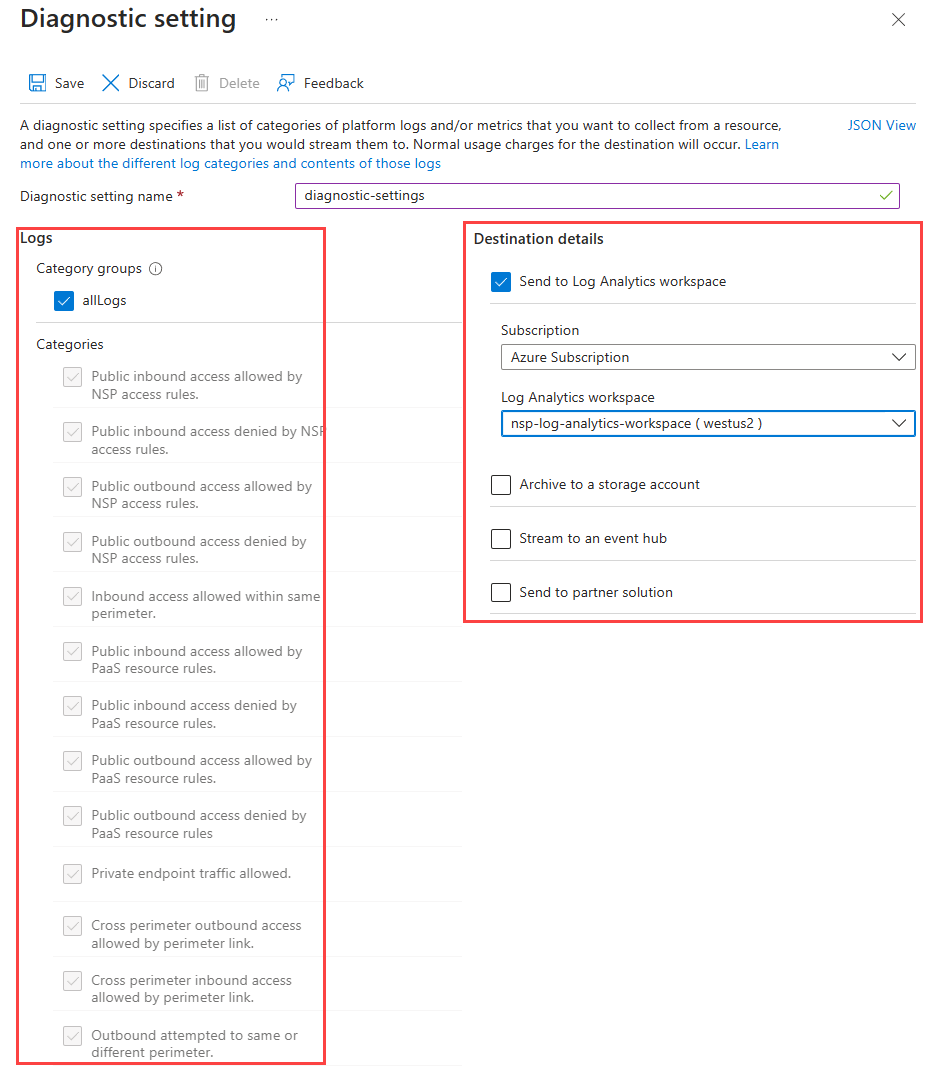 Diagnostic setting ...
Save Discard Delete Feedback
A diagnostic setting specifies a list of categories of platform logs and/or metrics that you want to collect from a resource,
and one or more destinations that you would stream them to. Normal usage charges for the destination will occur. Learn
more about the different log categories and contents of those logs
JSON View
Diagnostic setting name *
diagnostic-settings
Logs
Category groups
allLogs
Categories
Public inbound access allowed by
NSP access rules.
Public inbound access denied by NSP
access rules.
Public outbound access allowed by
NSP access rules.
Public outbound access denied by
NSP access rules.
Inbound access allowed within same
perimeter.
Public inbound access allowed by
PaaS resource rules.
Public inbound access denied by
PaaS resource rules.
Public outbound access allowed by
PaaS resource rules.
Public outbound access denied by
PaaS resource rules
Private endpoint traffic allowed.
Cross perimeter outbound access
allowed by perimeter link.
Cross perimeter inbound access
allowed by perimeter link.
Outbound attempted to same or
different perimeter.
Destination details
Send to Log Analytics workspace
Subscription
Azure Subscription
Log Analytics workspace
nsp-log-analytics-workspace ( westus2 )
Archive to a storage account
Stream to an event hub
Send to partner solution